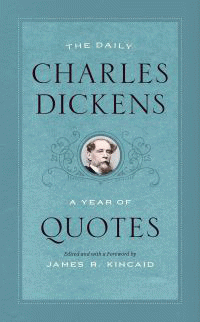 THE DAILY
CHARLES DICKENS
A YEAR OF
QUOTES
Edited and with a Foreword by
JAMES R. KINCAID